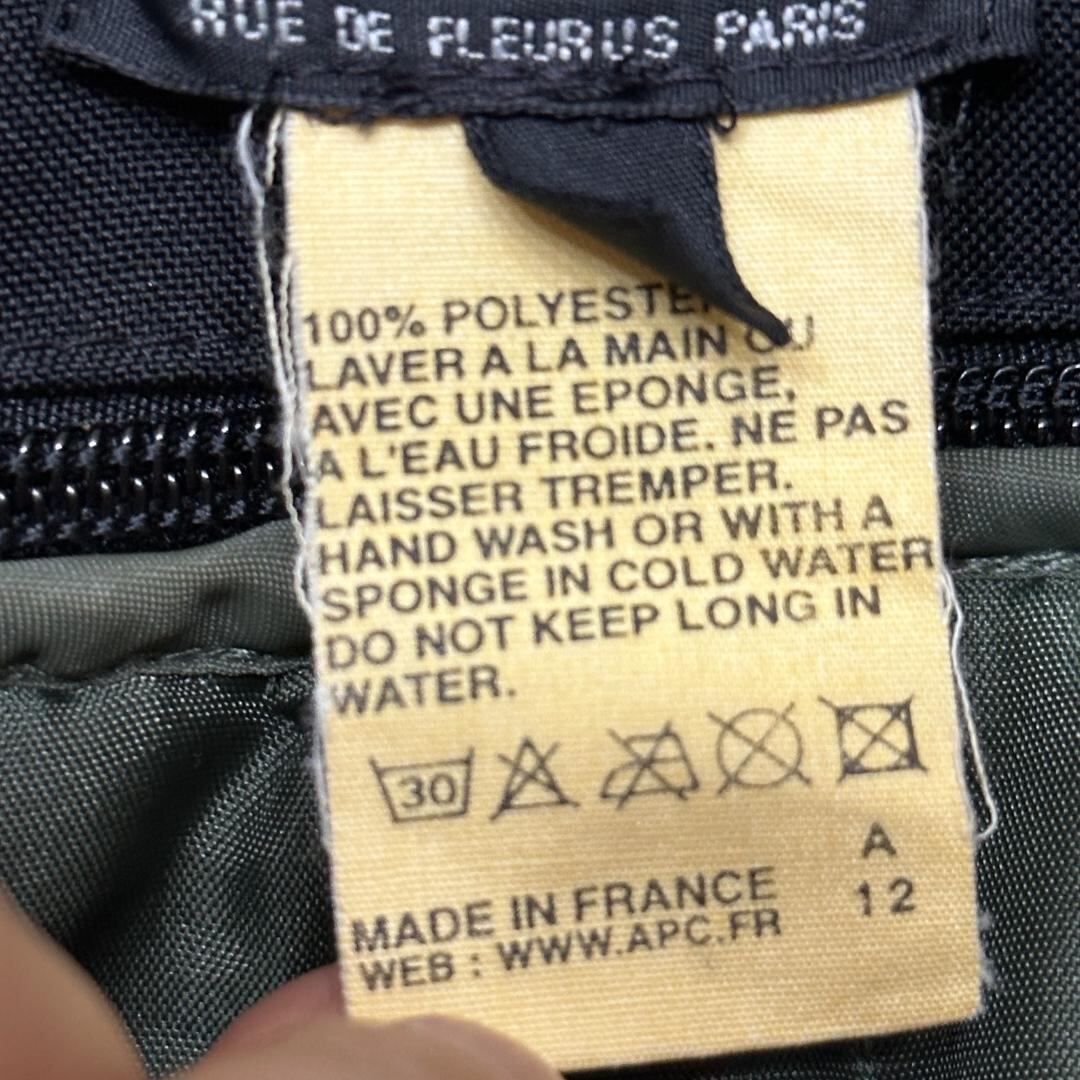 RUE DE FLEURUS PARIS
100% POLYESTER
LAVER A LA MAIN OU
AVEC UNE EPONGE,
A L'EAU FROIDE. NE PAS
LAISSER TREMPER.
HAND WASH OR WITH A
SPONGE IN COLD WATER
DO NOT KEEP LONG IN
WATER.
30
A
12
MADE IN FRANCE
WEB : WWW.APC.FR